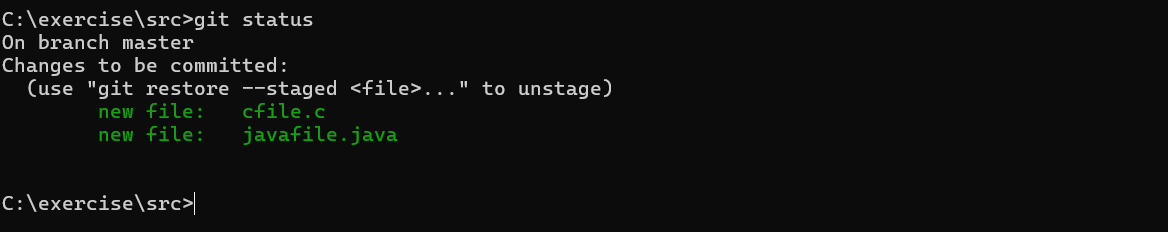 C:\exercise\src>git status
On branch master
Changes to be committed:
  (use "git restore --staged <file>..." to unstage)
        new file:   cfile.c
        new file:   javafile.java
C:\exercise\src>